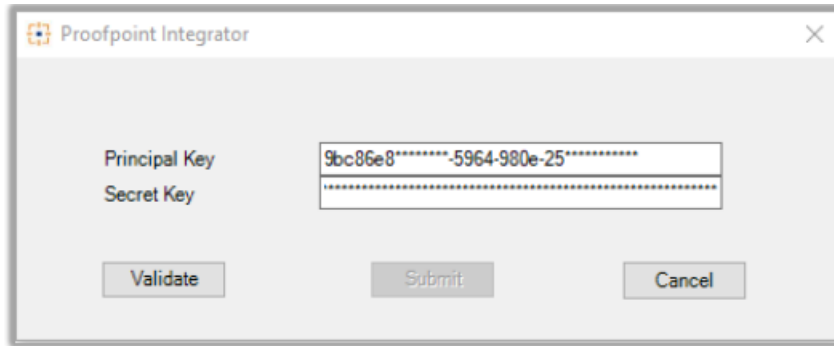 Proofpoint Integrator
Principal Key 9bc86e8********-5964-980e-25***********
Secret Key **********************************************************************
Validate Submit Cancel